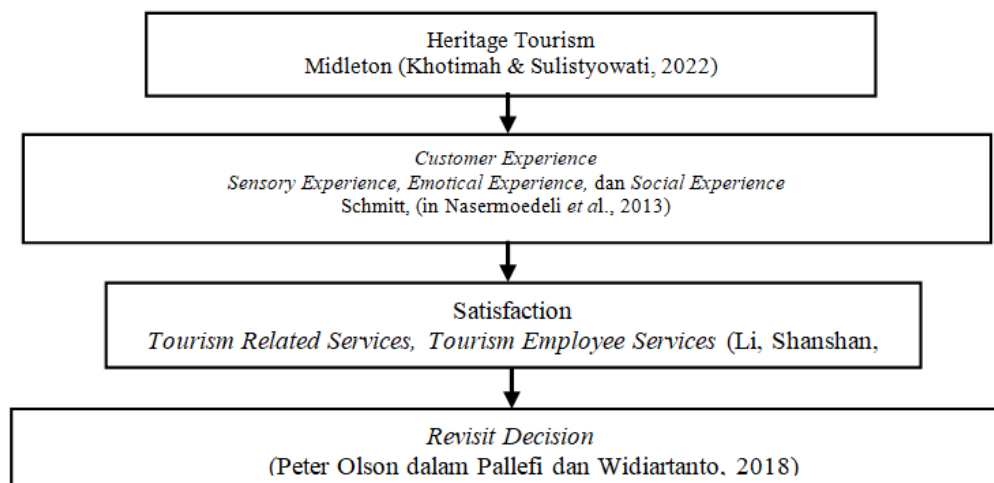 Heritage Tourism
Midleton (Khotimah & Sulistyowati, 2022)
Customer Experience
Sensory Experience, Emotical Experience, dan Social Experience
Schmitt, (in Nasermoedeli et al., 2013)
Satisfaction
Tourism Related Services, Tourism Employee Services (Li, Shanshan,
Revisit Decision
(Peter Olson dalam Pallefi dan Widiartanto, 2018)